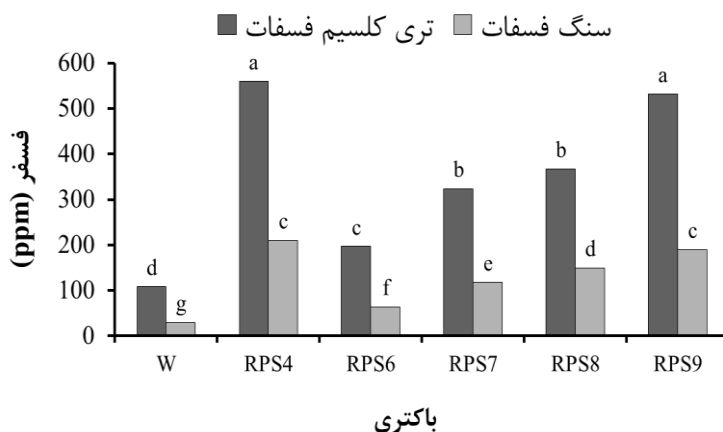 تری کلسیم فسفات سنگ فسفات
600
500
400
300
200
100
0
فسفر (ppm)
a
a
b
b
c
c
c
d
d
e
f
g
W RPS4 RPS6 RPS7 RPS8 RPS9
باکتری